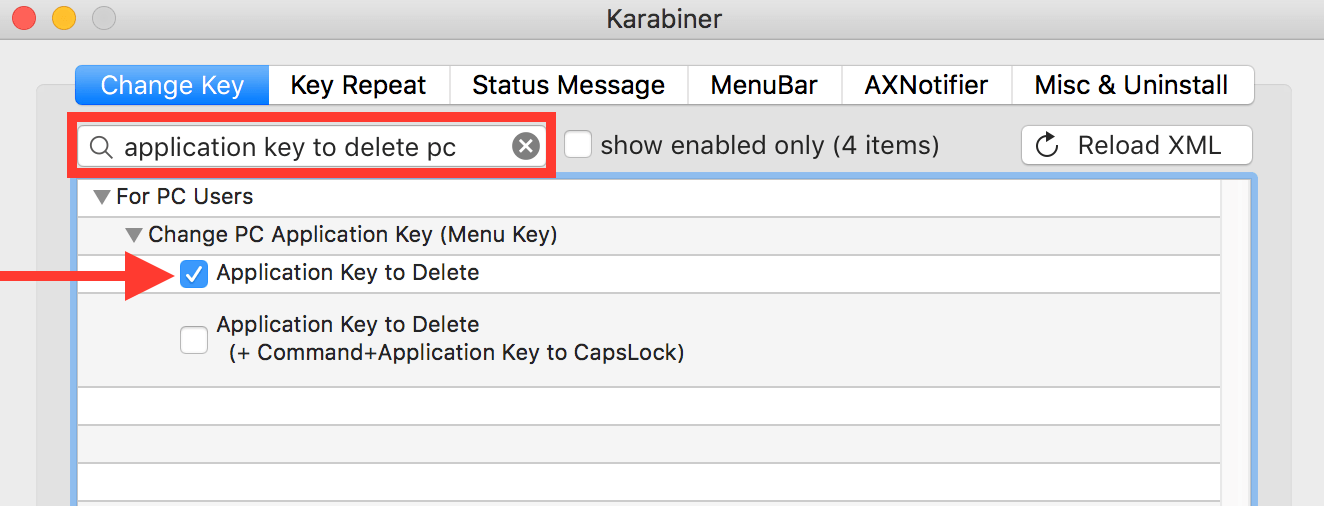 Karabiner
Change Key Key Repeat Status Message MenuBar AXNotifier Misc & Uninstall
application key to delete pc show enabled only (4 items) Reload XML
For PC Users
Change PC Application Key (Menu Key)
Application Key to Delete
Application Key to Delete
(+ Command+Application Key to CapsLock)